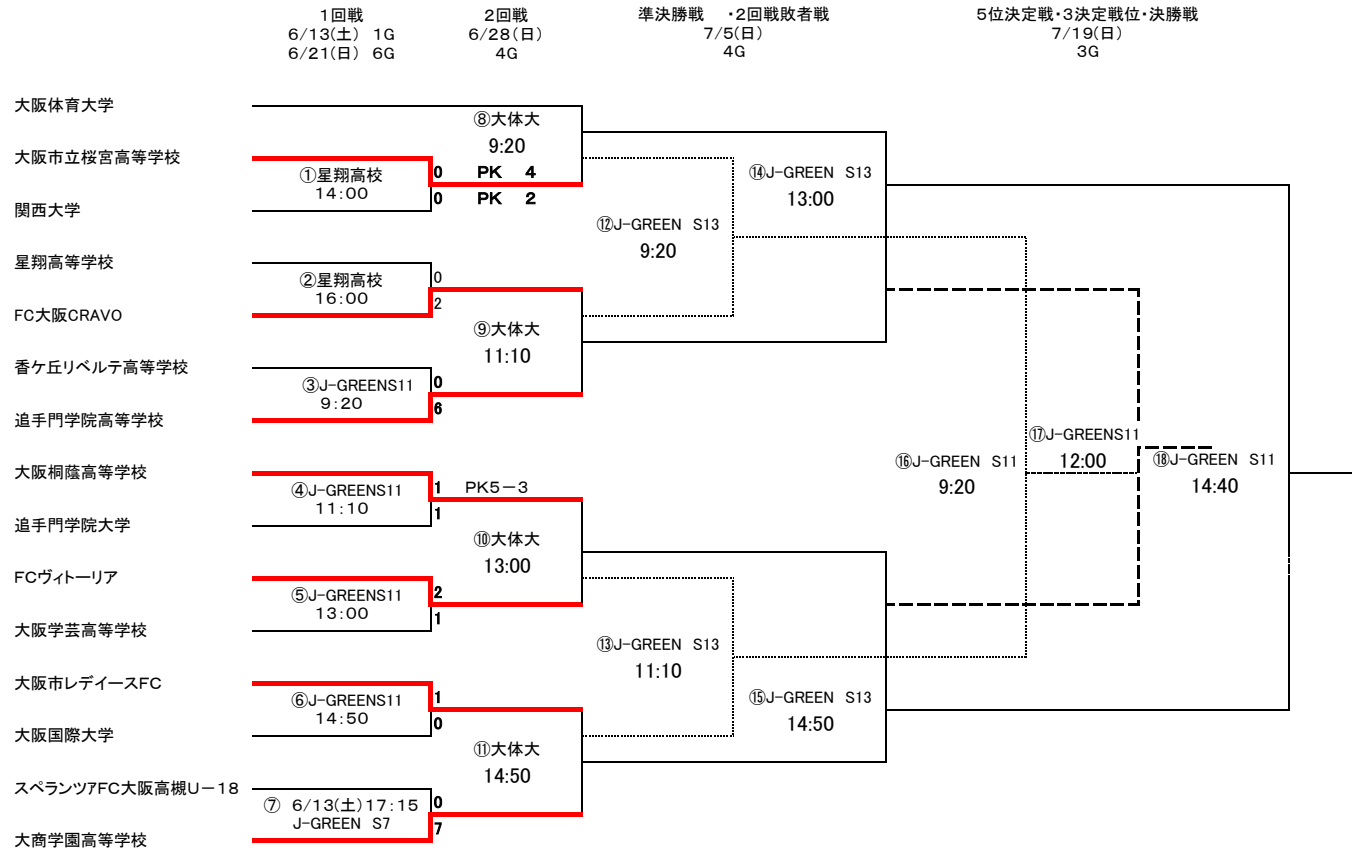 1回戦
6/13(土) 1G
6/21(日) 6G
2回戦
6/28(日)
4G
準決勝戦 ・2回戦敗者戦
7/5(日)
4G
5位決定戦・3決定戦位・決勝戦
7/19(日)
3G
大阪体育大学
⑧大体大
9:20
大阪市立桜宮高等学校
①星翔高校
14:00
0 PK 4
0 PK 2
⑭J-GREEN S13
13:00
関西大学
⑫J-GREEN S13
9:20
星翔高等学校
②星翔高校
16:00
0
2
FC大阪CRAVO
⑨大体大
11:10
香ケ丘リベルテ高等学校
③J-GREENS11
9:20
0
6
追手門学院高等学校
⑰J-GREENS11
12:00
⑯J-GREEN S11
9:20
⑱J-GREEN S11
14:40
大阪桐蔭高等学校
④J-GREENS11
11:10
1 PK5-3
1
追手門学院大学
⑩大体大
13:00
FCヴィトーリア
⑤J-GREENS11
13:00
2
1
大阪学芸高等学校
⑬J-GREEN S13
11:10
大阪市レデイースFC
⑥J-GREENS11
14:50
1
0
⑮J-GREEN S13
14:50
大阪国際大学
⑪大体大
14:50
スペランツアFC大阪高槻U-18
⑦ 6/13(土)17:15
J-GREEN S7
0
7
大商学園高等学校